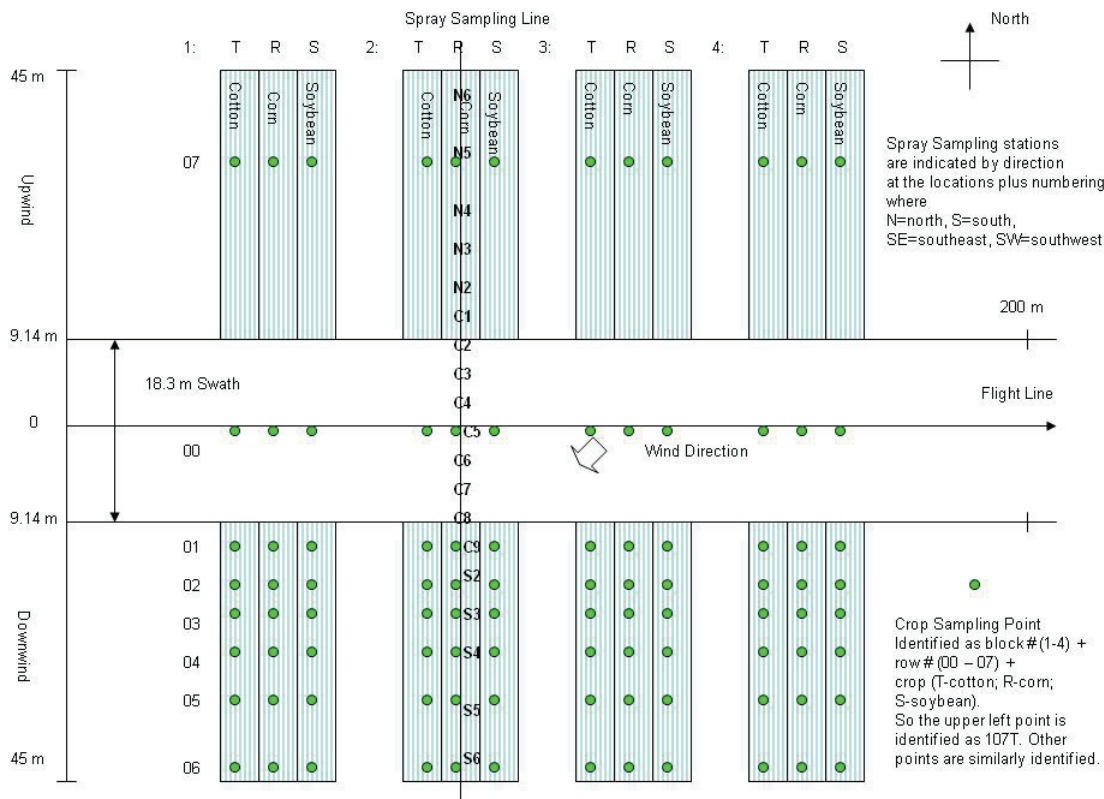 Spray Sampling Line
North
1: T R S 2: T R S 3: T R S 4: T R S
45 m
Cotton Corn Soybean Cotton Corn Soybean Cotton Corn Soybean Cotton Corn Soybean
N6
07
N5
Upwind
N4
N3
N2
C1
Spray Sampling stations
are indicated by direction
at the locations plus numbering
where
N=north, S=south,
SE=southeast, SW=southwest
200 m
9.14 m
C2
18.3 m Swath
C3
C4
Flight Line
0
C5
00
Wind Direction
C6
C7
9.14 m
C8
01
C9
02
S2
03
S3
04
S4
Downwind
05
S5
45 m
S6
06
Crop Sampling Point
Identified as block # (1-4) +
row # (00 – 07) +
crop (T-cotton; R-corn;
S-soybean).
So the upper left point is
identified as 107T. Other
points are similarly identified.